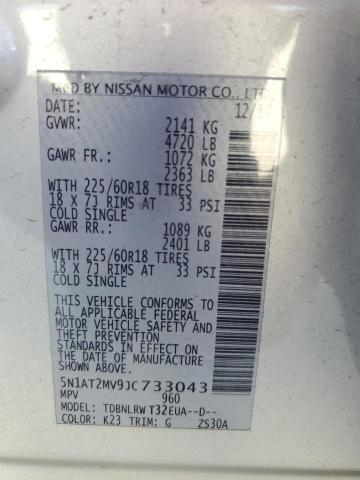 MFD BY NISSAN MOTOR CO., LTD
DATE: 12/
GVWR: 2141 KG
4720 LB
GAWR FR.: 1072 KG
2363 LB
WITH 225/60R18 TIRES
18 X 7J RIMS AT 33 PSI
COLD SINGLE
GAWR RR.: 1089 KG
2401 LB
WITH 225/60R18 TIRES
18 X 7J RIMS AT 33 PSI
COLD SINGLE
THIS VEHICLE CONFORMS TO
ALL APPLICABLE FEDERAL
MOTOR VEHICLE SAFETY
STANDARDS IN EFFECT ON
THE DATE OF MANUFACTURE
SHOWN ABOVE.
5N1AT2MV9JC733043
MPV 960
MODEL: TDBNLRW T32EUA--D--
COLOR: K23 TRIM: G ZS30A